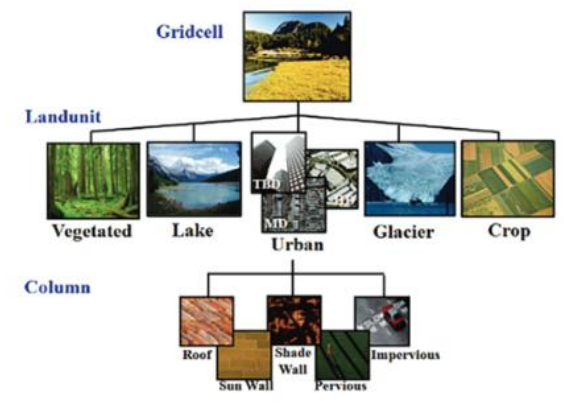 Gridcell
Landunit
TBD
MD
Vegetated
Lake
Urban
Glacier
Crop
Column
Roof
Shade
Wall
Impervious
Sun Wall
Pervious